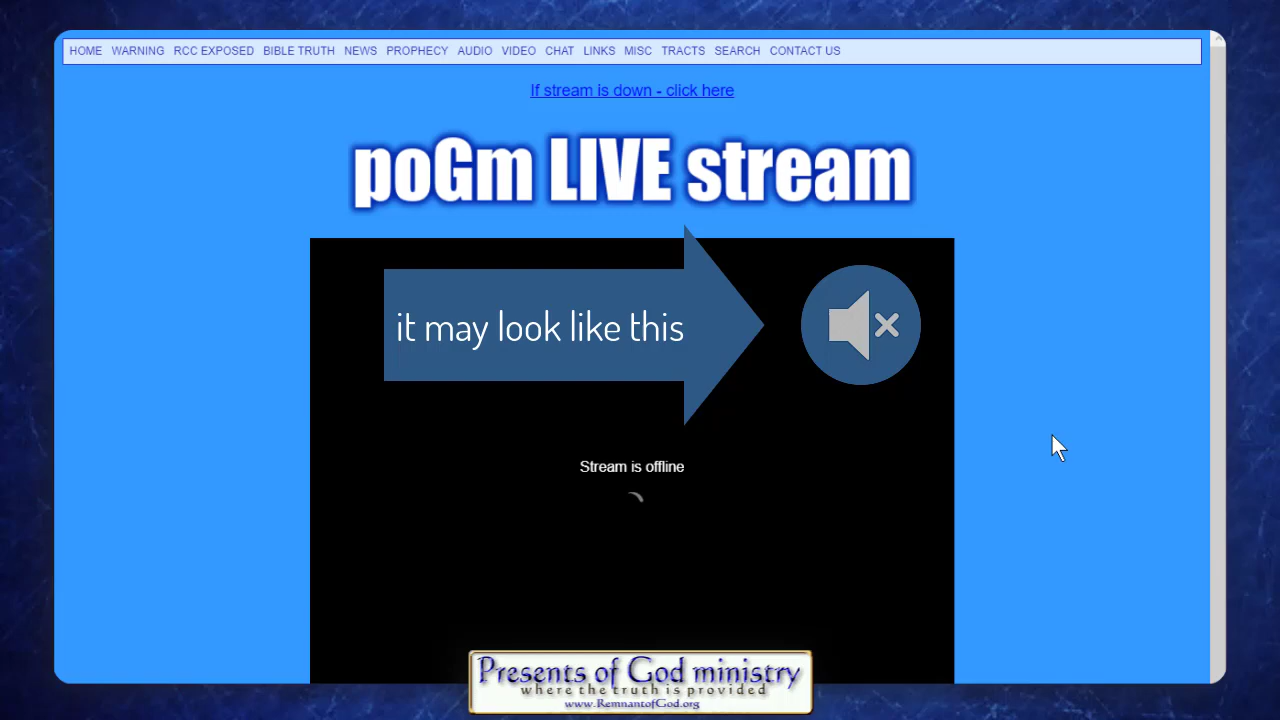 HOME WARNING RCC EXPOSED BIBLE TRUTH NEWS PROPHECY AUDIO VIDEO CHAT LINKS MISC TRACTS SEARCH CONTACT US
If stream is down - click here
poGm LIVE stream
it may look like this
Stream is offline
Presents of God ministry
where the truth is provided
www.RemnantofGod.org